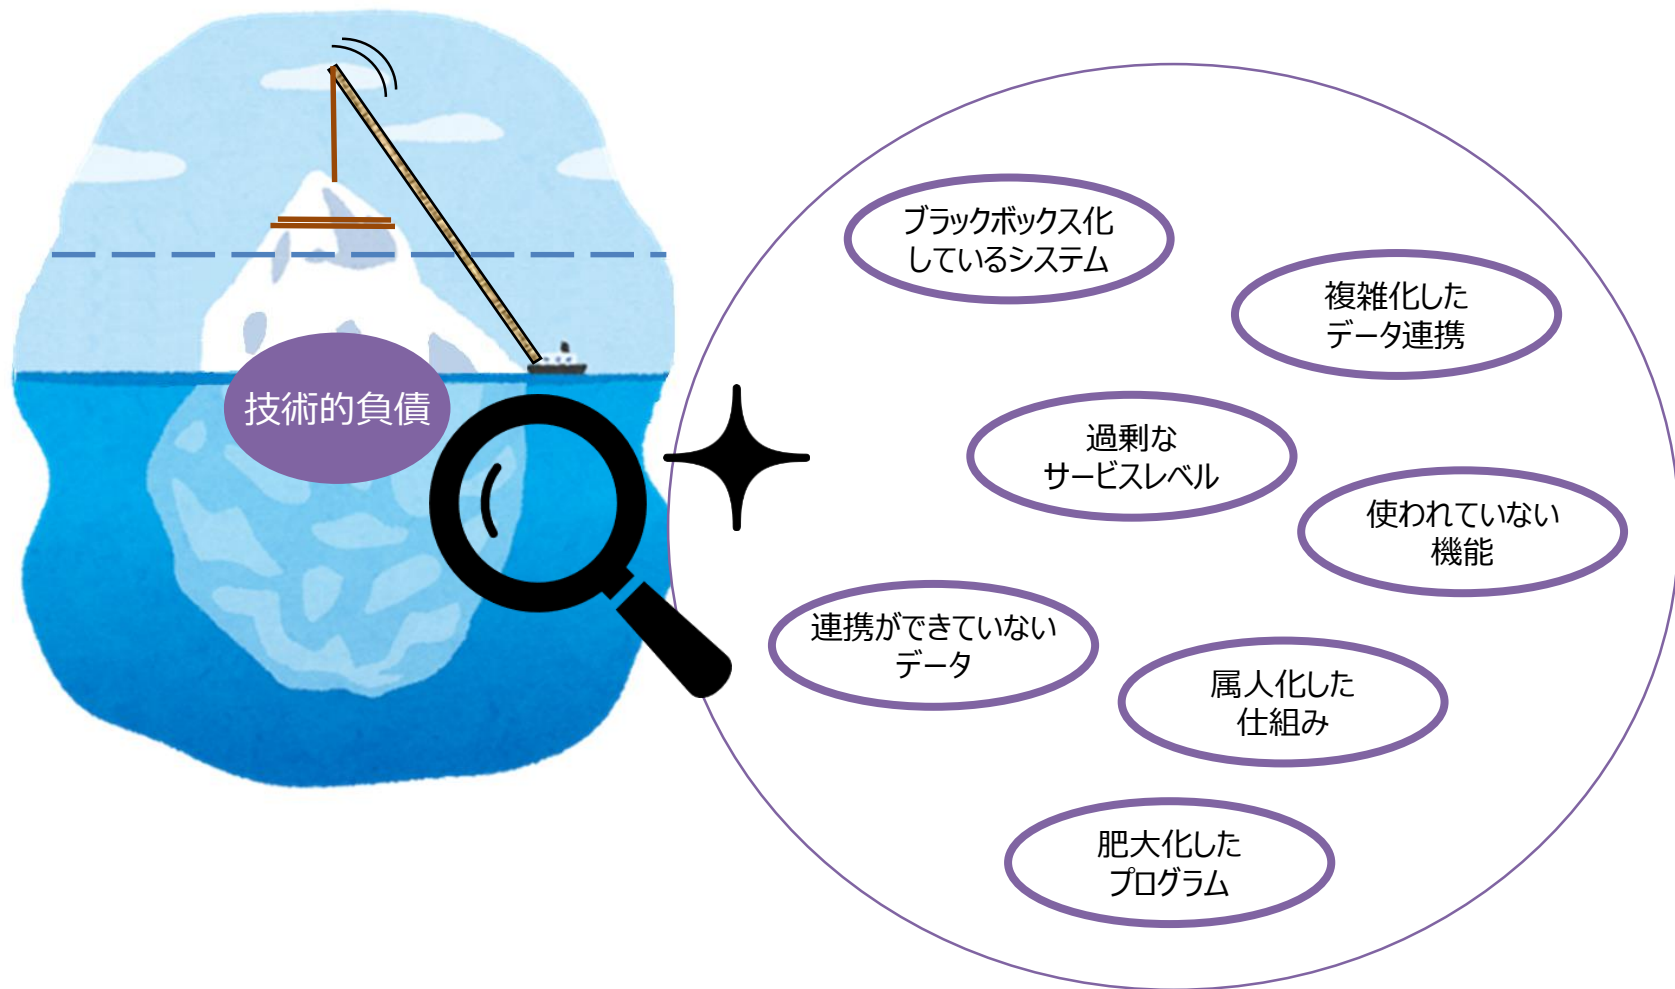 技術的負債
ブラックボックス化
しているシステム
複雑化した
データ連携
過剰な
サービスレベル
使われていない
機能
連携ができていない
データ
属人化した
仕組み
肥大化した
プログラム